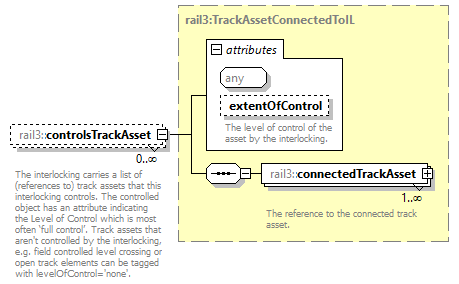 rail3:TrackAssetConnectedToIL
attributes
any
extentOfControl
The level of control of the
asset by the interlocking.
rail3::controlsTrackAsset
0..∞
The interlocking carries a list of
(references to) track assets that this
interlocking controls. The controlled
object has an attribute indicating
the Level of Control which is most
often 'full control'. Track assets that
aren't controlled by the interlocking,
e.g. field controlled level crossing or
open track elements can be tagged
with levelOfControl='none'.
rail3::connectedTrackAsset
1..∞
The reference to the connected track
asset.